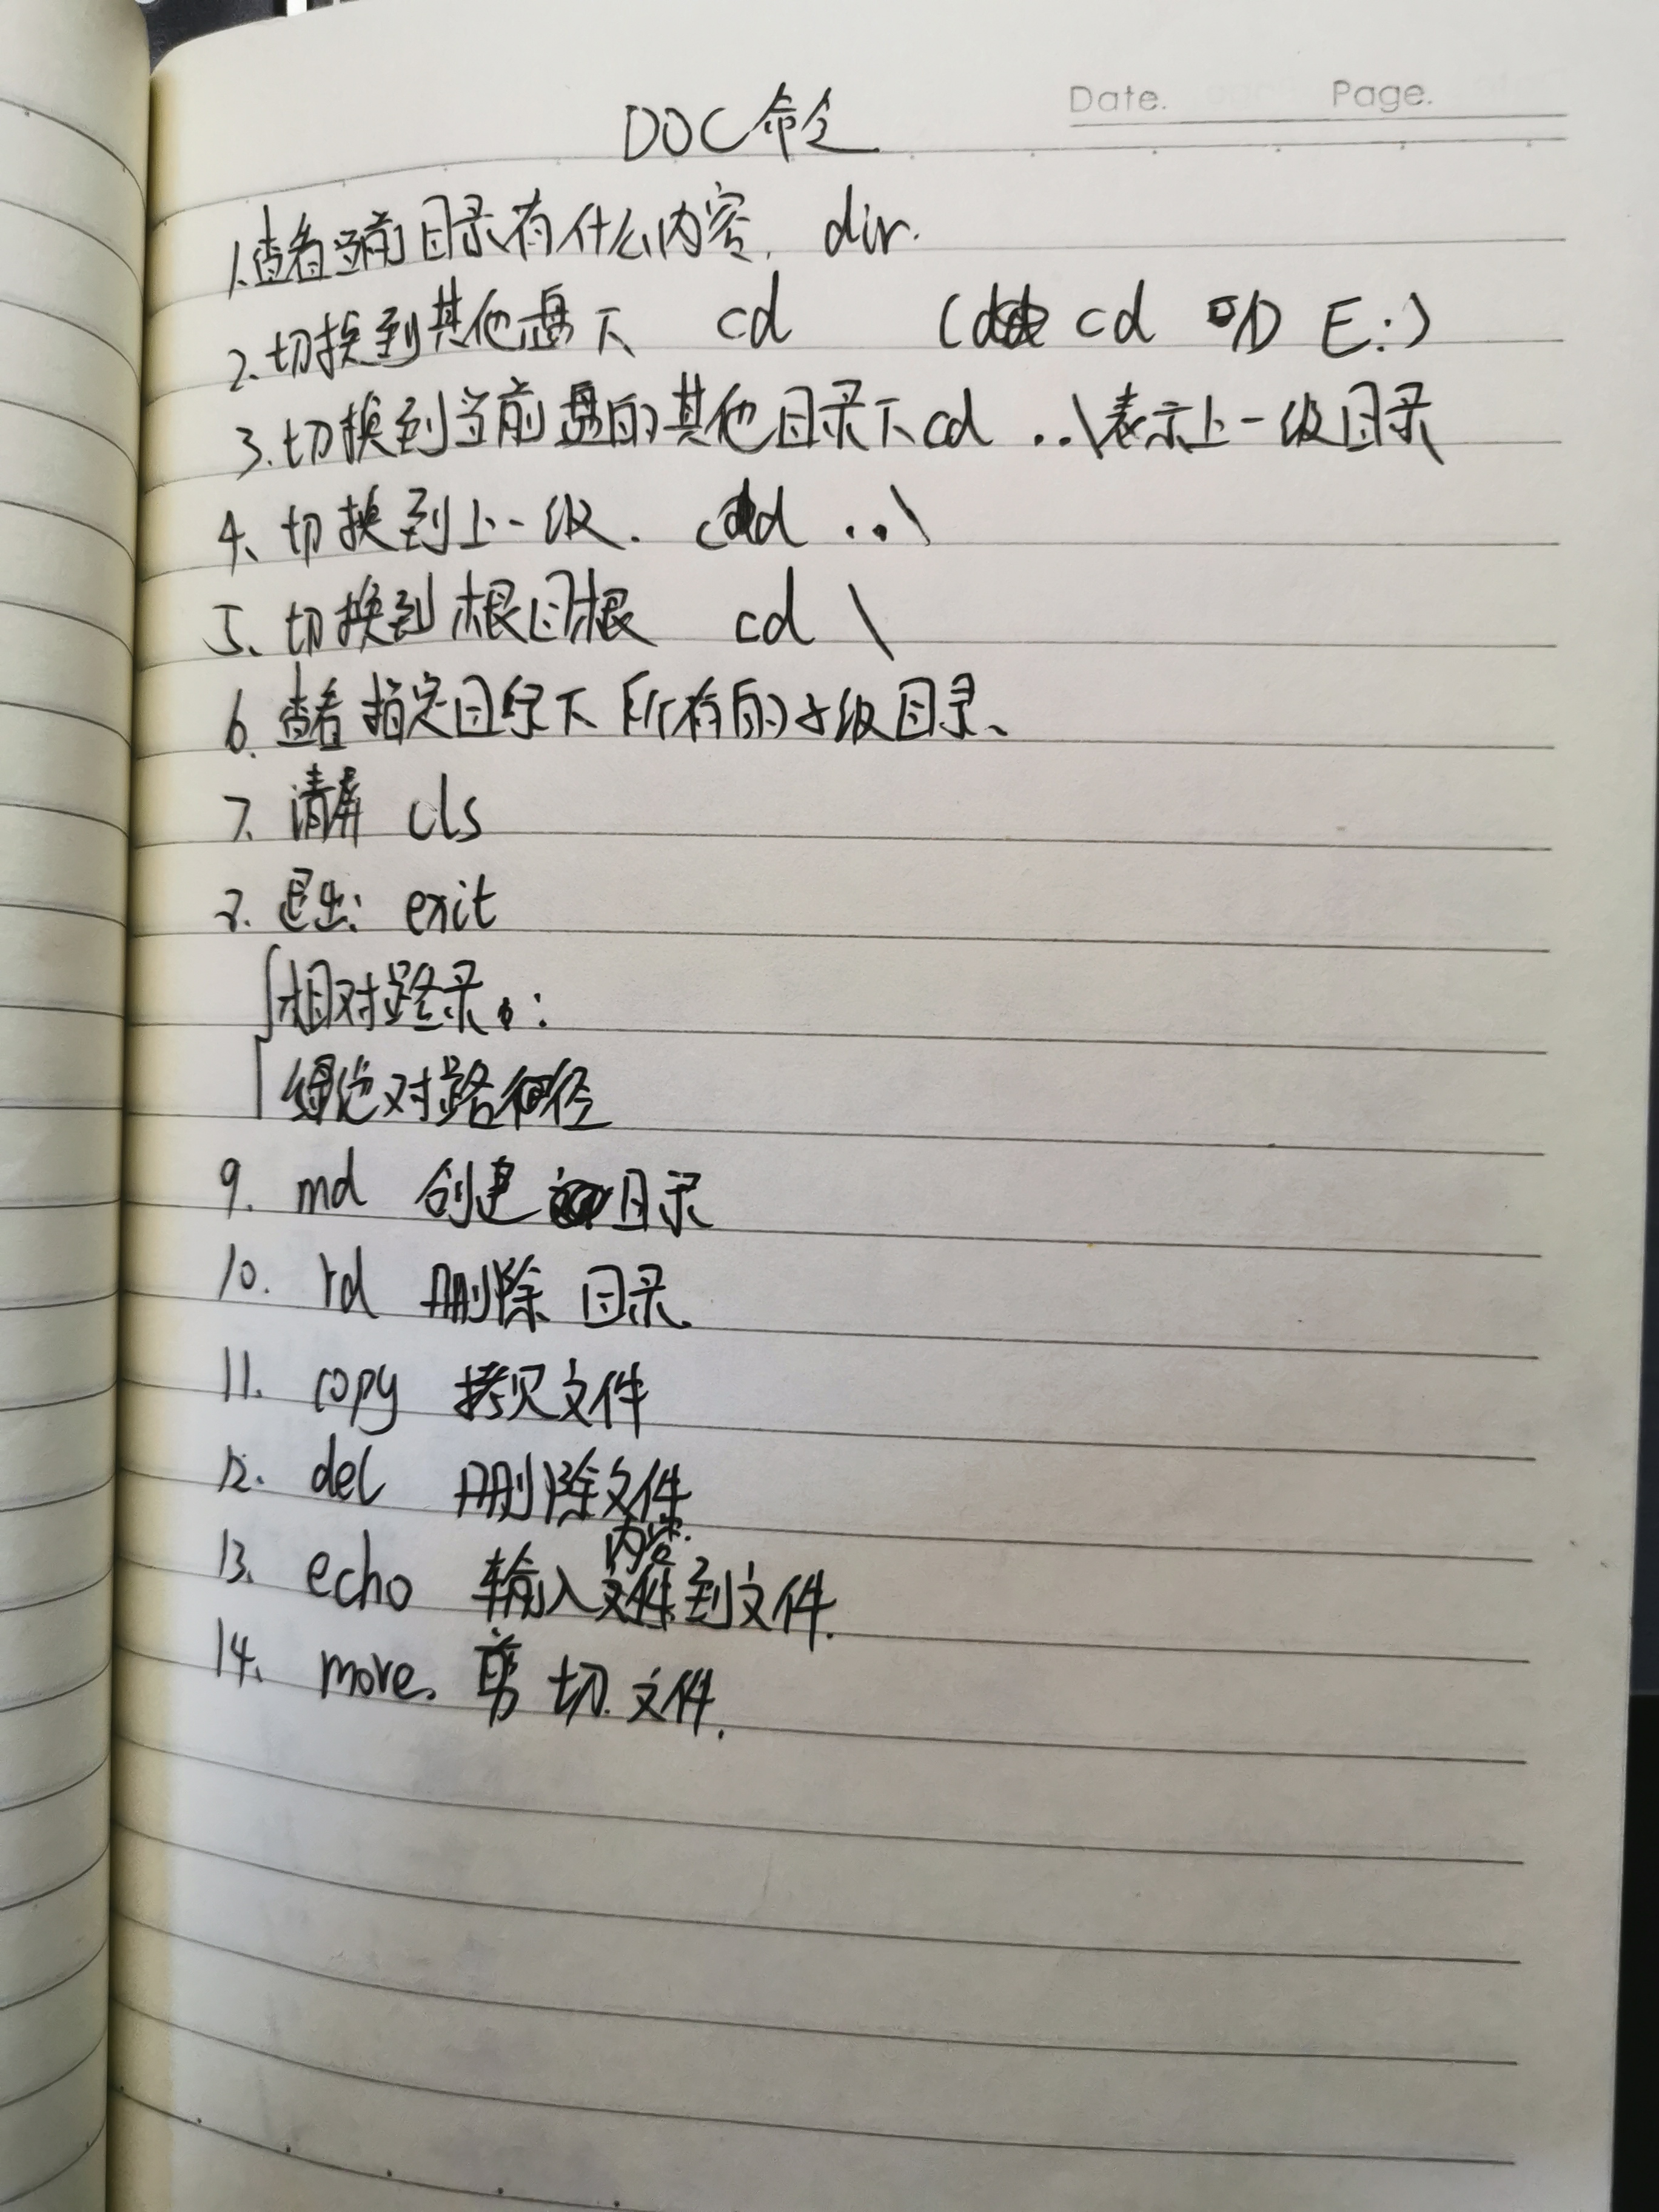 Date. Page.
DOC命令
1.查看当前目录有什么内容. dir.
2.切换到其他盘下 cd (cd /D E:)
3.切换到当前盘的其他目录下cd ..\表示上一级目录
4、切换到上一级. cd ..\
5、切换到根目根 cd \
6.查看指定目录下所有的子级目录、
7.清屏 cls
8.退出: exit
相对路录:
绝对路径
9. md 创建目录
10. rd 删除目录
11. copy 拷贝文件
12. del 删除文件
13、echo 输入内容到文件.
14、move. 剪切文件.